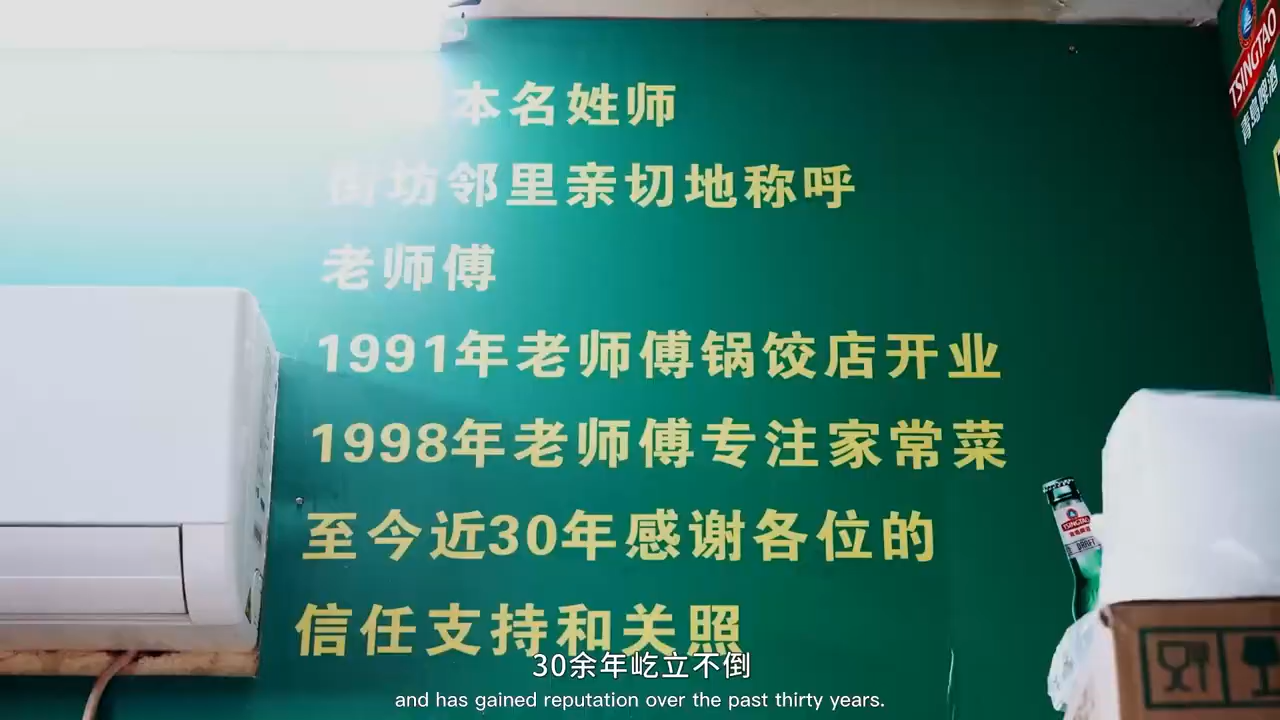 本名姓师
街坊邻里亲切地称呼
老师傅
1991年老师傅锅饺店开业
1998年老师傅专注家常菜
至今近30年感谢各位的
信任支持和关照
TSINGTAO
青岛啤酒
TSINGTAO
DRAFT
30余年屹立不倒
and has gained reputation over the past thirty years.